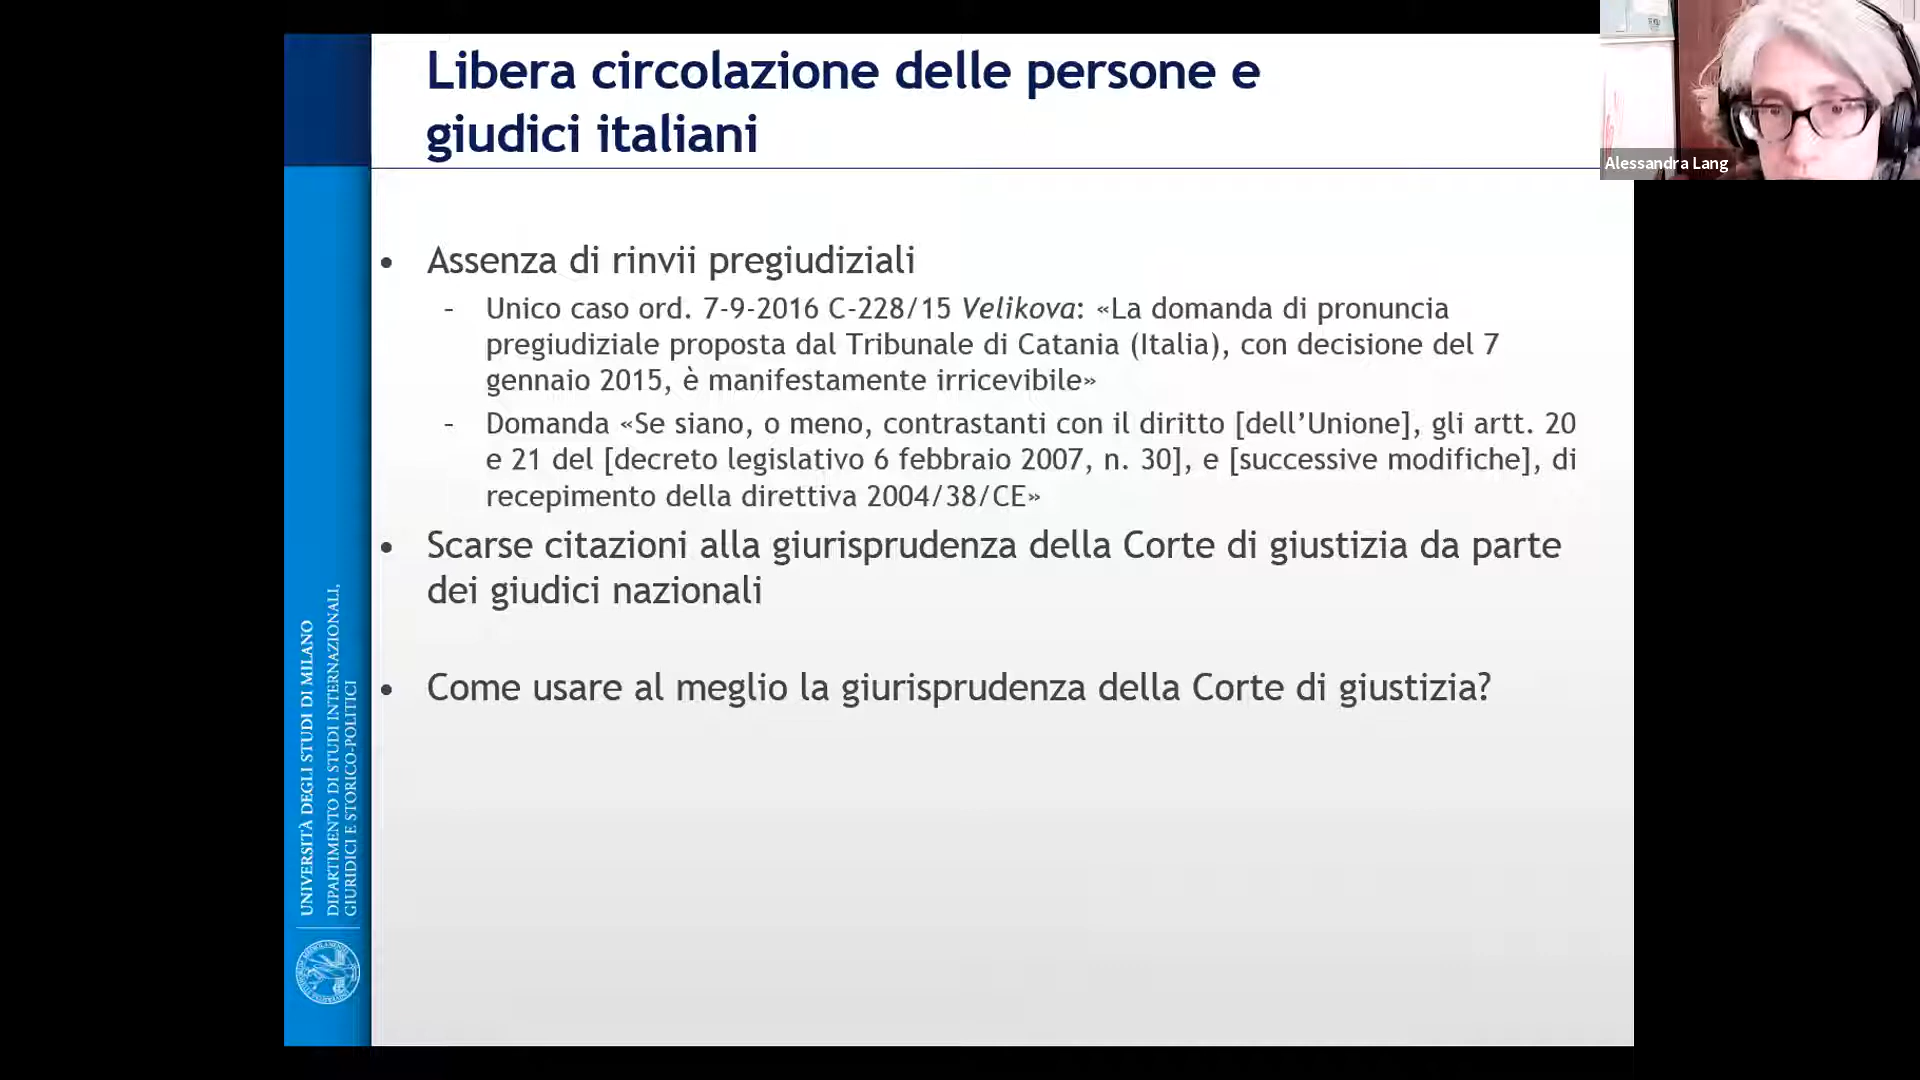 Libera circolazione delle persone e
giudici italiani
Alessandra Lang
• Assenza di rinvii pregiudiziali
– Unico caso ord. 7-9-2016 C-228/15 Velikova: «La domanda di pronuncia
pregiudiziale proposta dal Tribunale di Catania (Italia), con decisione del 7
gennaio 2015, è manifestamente irricevibile»
– Domanda «Se siano, o meno, contrastanti con il diritto [dell’Unione], gli artt. 20
e 21 del [decreto legislativo 6 febbraio 2007, n. 30], e [successive modifiche], di
recepimento della direttiva 2004/38/CE»
• Scarse citazioni alla giurisprudenza della Corte di giustizia da parte
dei giudici nazionali
• Come usare al meglio la giurisprudenza della Corte di giustizia?
UNIVERSITÀ DEGLI STUDI DI MILANO
DIPARTIMENTO DI STUDI INTERNAZIONALI,
GIURIDICI E STORICO-POLITICI